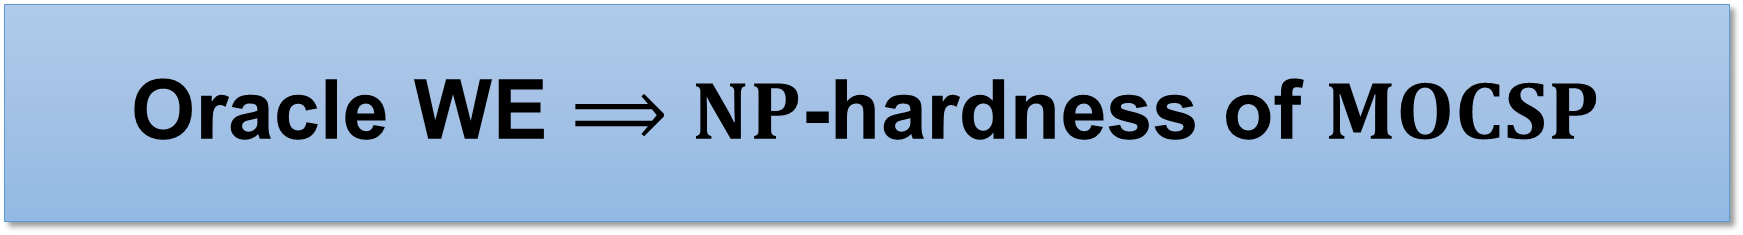 Oracle WE ⟹ NP-hardness of MOCSP